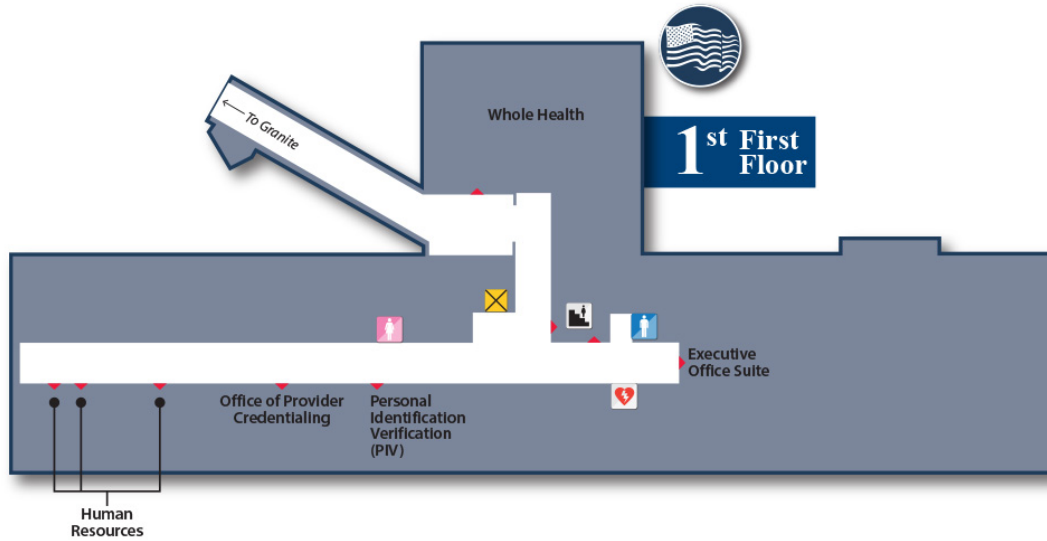 Whole Health
To Granite
1st First
Floor
Executive
Office Suite
Office of Provider
Credentialing
Personal
Identification
Verification
(PIV)
Human
Resources